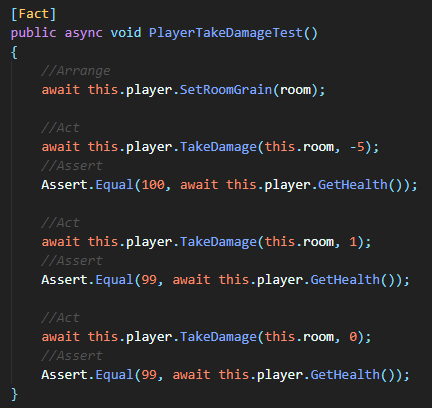 [Fact]
public async void PlayerTakeDamageTest()
{
//Arrange
await this.player.SetRoomGrain(room);
//Act
await this.player.TakeDamage(this.room, -5);
//Assert
Assert.Equal(100, await this.player.GetHealth());
//Act
await this.player.TakeDamage(this.room, 1);
//Assert
Assert.Equal(99, await this.player.GetHealth());
//Act
await this.player.TakeDamage(this.room, 0);
//Assert
Assert.Equal(99, await this.player.GetHealth());
}